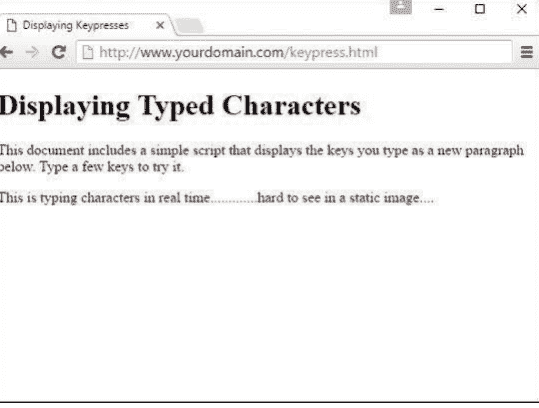 Displaying Keypresses
http://www.yourdomain.com/keypress.html
Displaying Typed Characters
This document includes a simple script that displays the keys you type as a new paragraph
below. Type a few keys to try it.
This is typing characters in real time............hard to see in a static image....